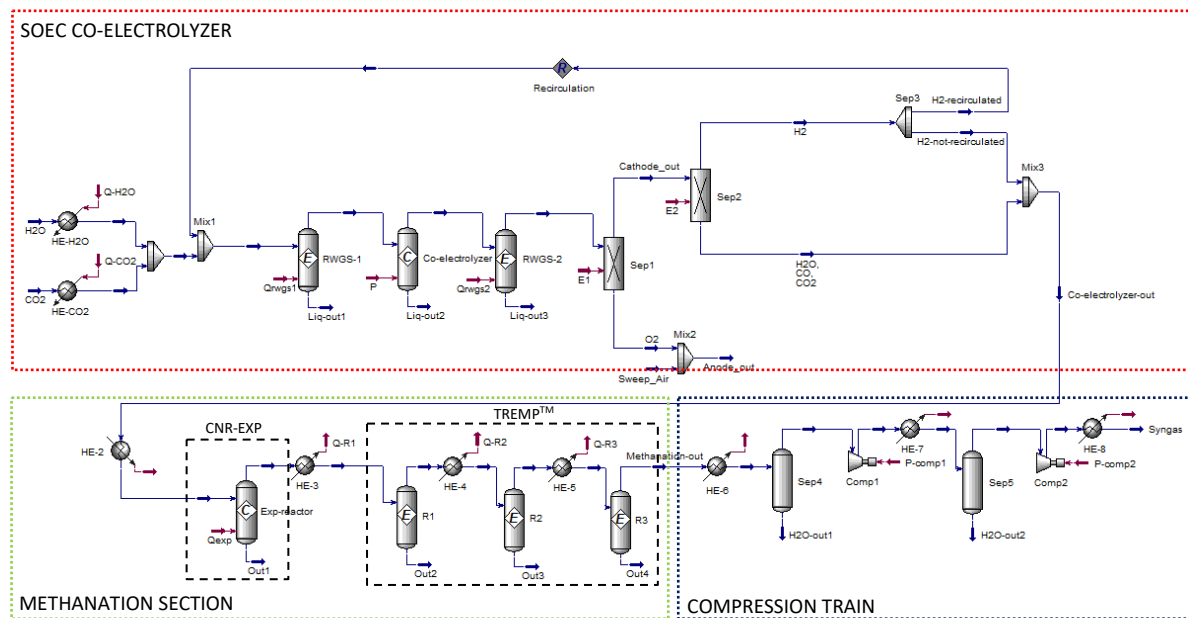 SOEC CO-ELECTROLYZER
R
Recirculation
Sep3
H2-recirculated
H2
H2-not-recirculated
Cathode_out
Mix3
Q-H2O
Sep2
E2
H2O
HE-H2O
Mix1
Q-CO2
E
RWGS-1
C
Co-electrolyzer
E
RWGS-2
Sep1
H2O,
CO,
CO2
CO2
HE-CO2
Qrwgs1
P
Qrwgs2
E1
Liq-out1
Liq-out2
Liq-out3
Co-electrolyzer-out
O2
Mix2
Sweep_Air
Anode_out
TREMP™
CNR-EXP
HE-2
Q-R1
HE-3
Q-R2
HE-4
Q-R3
HE-5
Methanation-out
HE-6
HE-7
HE-8
Syngas
Comp1
P-comp1
Comp2
P-comp2
Sep4
Sep5
C
Exp-reactor
E
R1
E
R2
E
R3
Qexp
Out1
Out2
Out3
Out4
H2O-out1
H2O-out2
METHANATION SECTION
COMPRESSION TRAIN